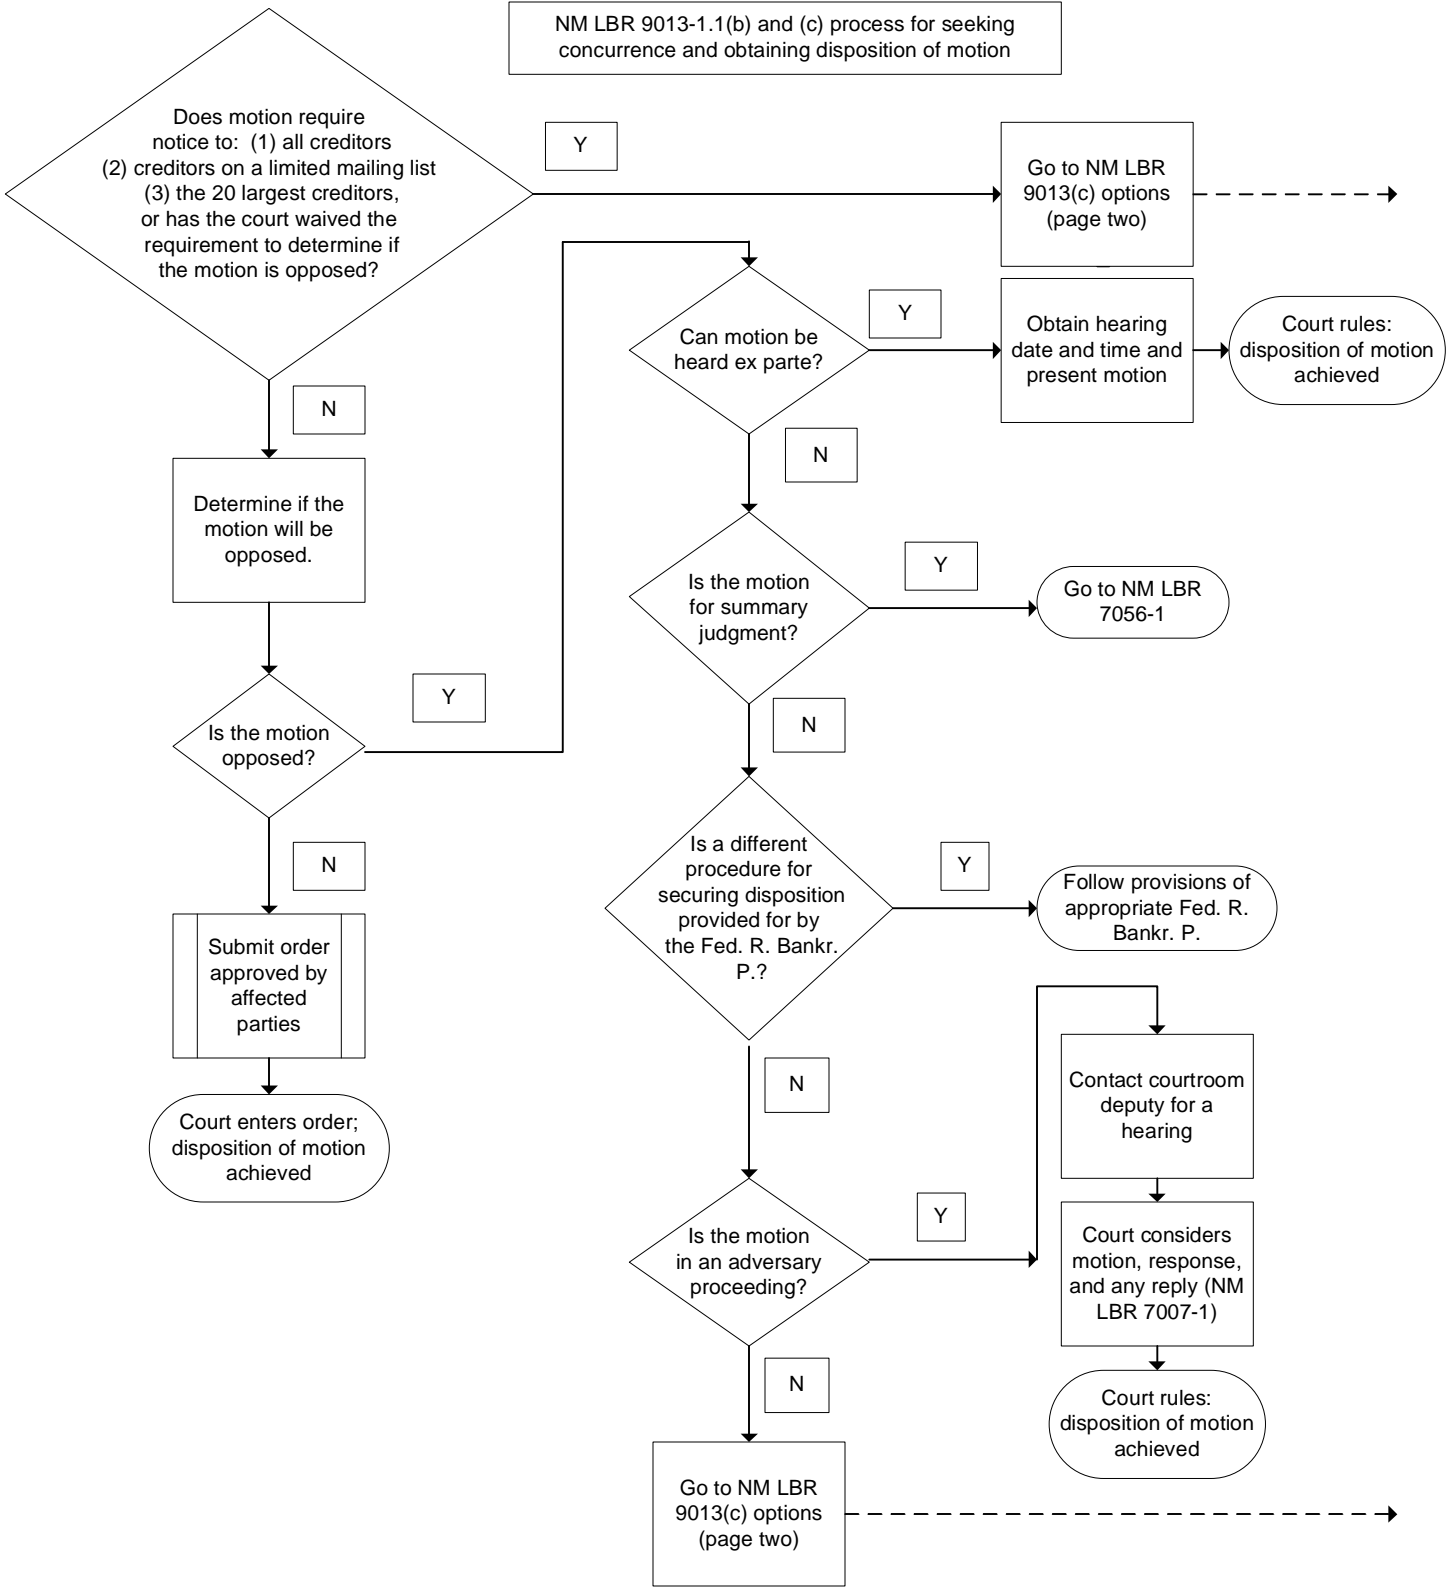 NM LBR 9013-1.1(b) and (c) process for seeking
concurrence and obtaining disposition of motion
Does motion require
notice to:  (1) all creditors
(2) creditors on a limited mailing list
(3) the 20 largest creditors,
or has the court waived the
requirement to determine if
the motion is opposed?
Y
Go to NM LBR
9013(c) options
(page two)
N
Determine if the
motion will be
opposed.
Is the motion
opposed?
Y
N
Submit order
approved by
affected
parties
Court enters order;
disposition of motion
achieved
Can motion be
heard ex parte?
Y
Obtain hearing
date and time and
present motion
Court rules:
disposition of motion
achieved
N
Is the motion
for summary
judgment?
Y
Go to NM LBR
7056-1
N
Is a different
procedure for
securing disposition
provided for by
the Fed. R. Bankr.
P.?
Y
Follow provisions of
appropriate Fed. R.
Bankr. P.
N
Is the motion
in an adversary
proceeding?
Y
Contact courtroom
deputy for a
hearing
Court considers
motion, response,
and any reply (NM
LBR 7007-1)
Court rules:
disposition of motion
achieved
N
Go to NM LBR
9013(c) options
(page two)